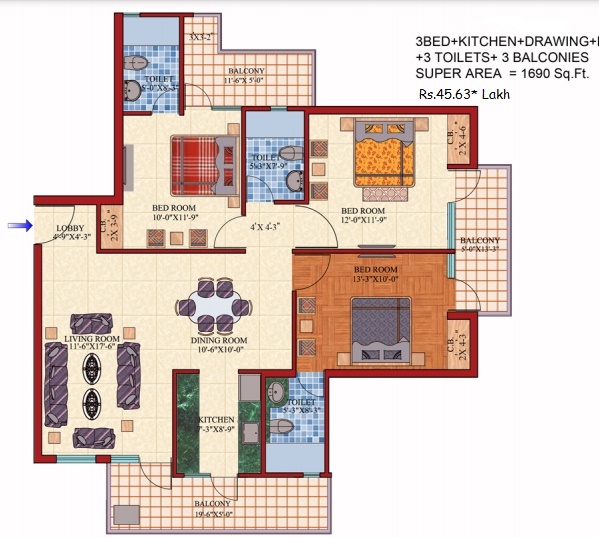 3BED+KITCHEN+DRAWING+
+3 TOILETS+ 3 BALCONIES
SUPER AREA = 1690 Sq.Ft.
Rs.45.63* Lakh
3'X3'-2"
BALCONY
11'-6"X 5'-0"
TOILET
5'-0"X8'-3"
C.B.
2'X 4'-6"
TOILET
5'-3"X7'-9"
BED ROOM
10'-0"X11'-9"
BED ROOM
12'-0"X11'-9"
C.B.
2'X 3'-9"
LOBBY
4'-9"X4'-3"
4'X 4'-3"
BALCONY
5'-0"X13'-3"
BED ROOM
13'-3"X10'-0"
LIVING ROOM
11'-6"X17'-6"
DINING ROOM
10'-6"X10'-0"
C.B.
2'X 4'-3"
TOILET
5'-3"X8'-3"
KITCHEN
7'-3"X8'-9"
BALCONY
19'-6"X5'-0"